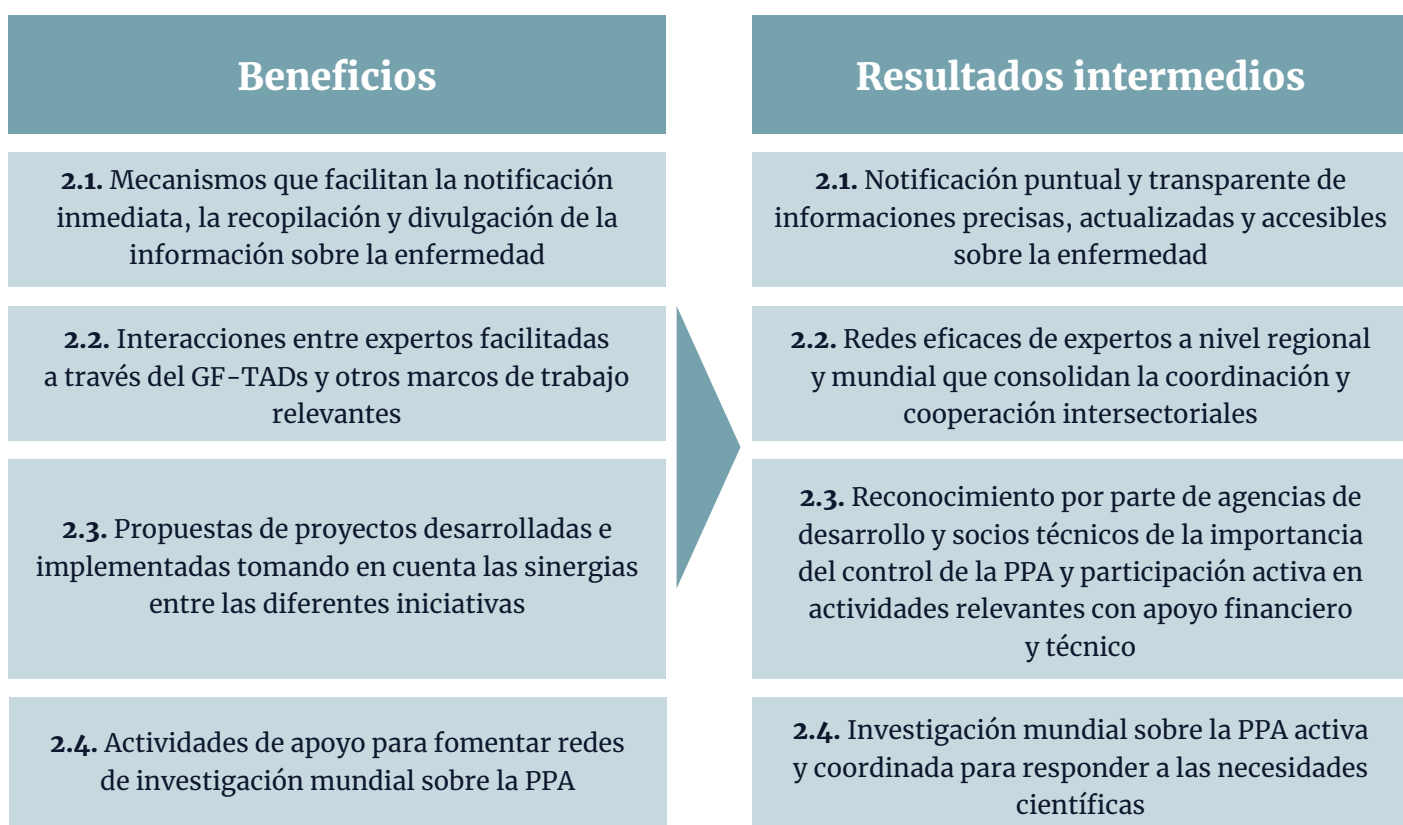 Beneficios
2.1. Mecanismos que facilitan la notificación
inmediata, la recopilación y divulgación de la
información sobre la enfermedad
2.2. Interacciones entre expertos facilitadas
a través del GF-TADs y otros marcos de trabajo
relevantes
2.3. Propuestas de proyectos desarrolladas e
implementadas tomando en cuenta las sinergias
entre las diferentes iniciativas
2.4. Actividades de apoyo para fomentar redes
de investigación mundial sobre la PPA
Resultados intermedios
2.1. Notificación puntual y transparente de
informaciones precisas, actualizadas y accesibles
sobre la enfermedad
2.2. Redes eficaces de expertos a nivel regional
y mundial que consolidan la coordinación y
cooperación intersectoriales
2.3. Reconocimiento por parte de agencias de
desarrollo y socios técnicos de la importancia
del control de la PPA y participación activa en
actividades relevantes con apoyo financiero
y técnico
2.4. Investigación mundial sobre la PPA activa
y coordinada para responder a las necesidades
científicas